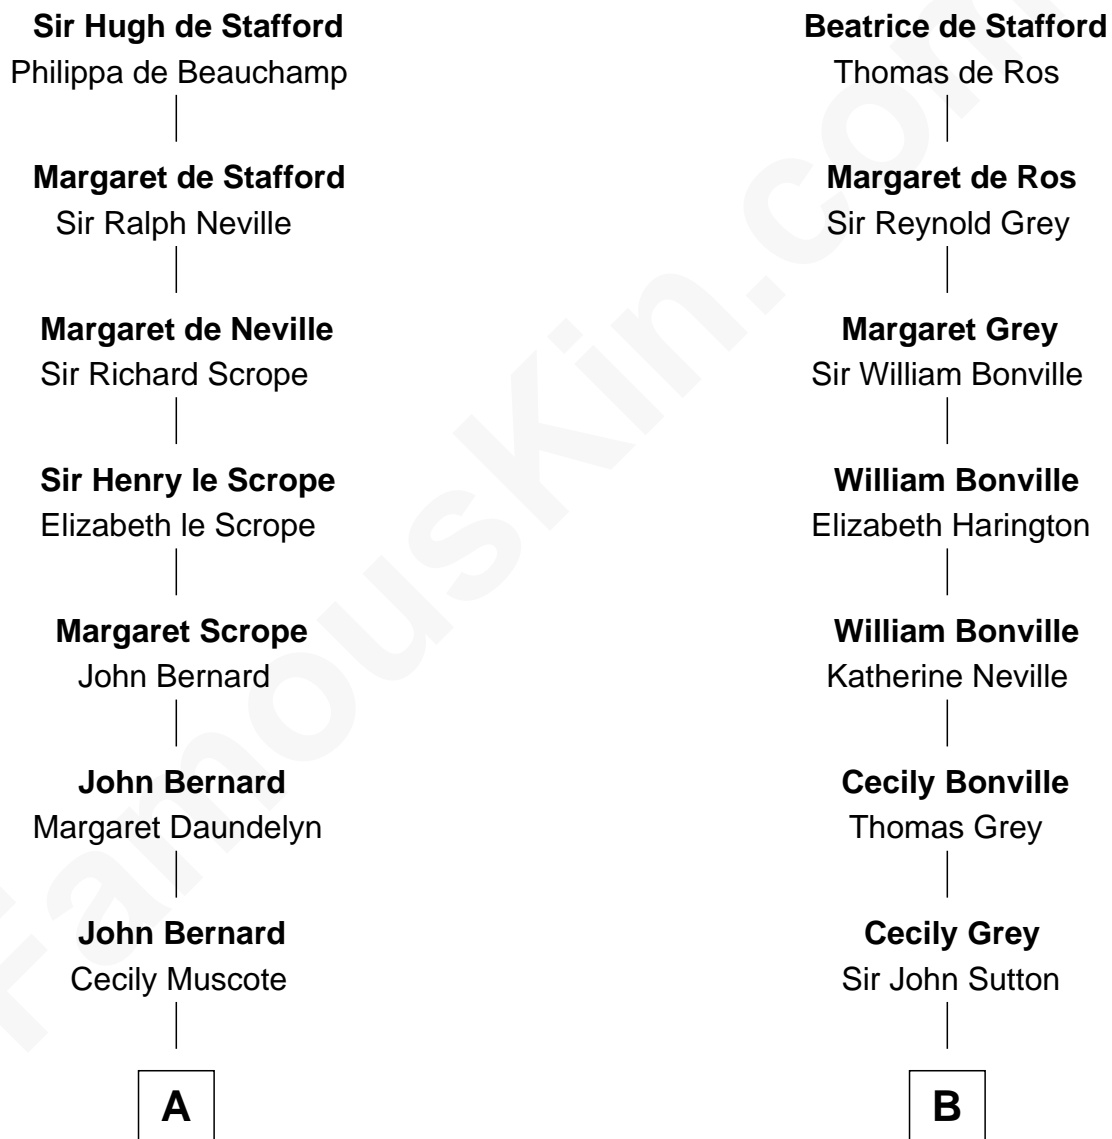 Sir Hugh de Stafford
Philippa de Beauchamp
Margaret de Stafford
Sir Ralph Neville
Margaret de Neville
Sir Richard Scrope
Sir Henry le Scrope
Elizabeth le Scrope
Margaret Scrope
John Bernard
John Bernard
Margaret Daundelyn
John Bernard
Cecily Muscote
A
Beatrice de Stafford
Thomas de Ros
Margaret de Ros
Sir Reynold Grey
Margaret Grey
Sir William Bonville
William Bonville
Elizabeth Harington
William Bonville
Katherine Neville
Cecily Bonville
Thomas Grey
Cecily Grey
Sir John Sutton
B
FamousKin.com